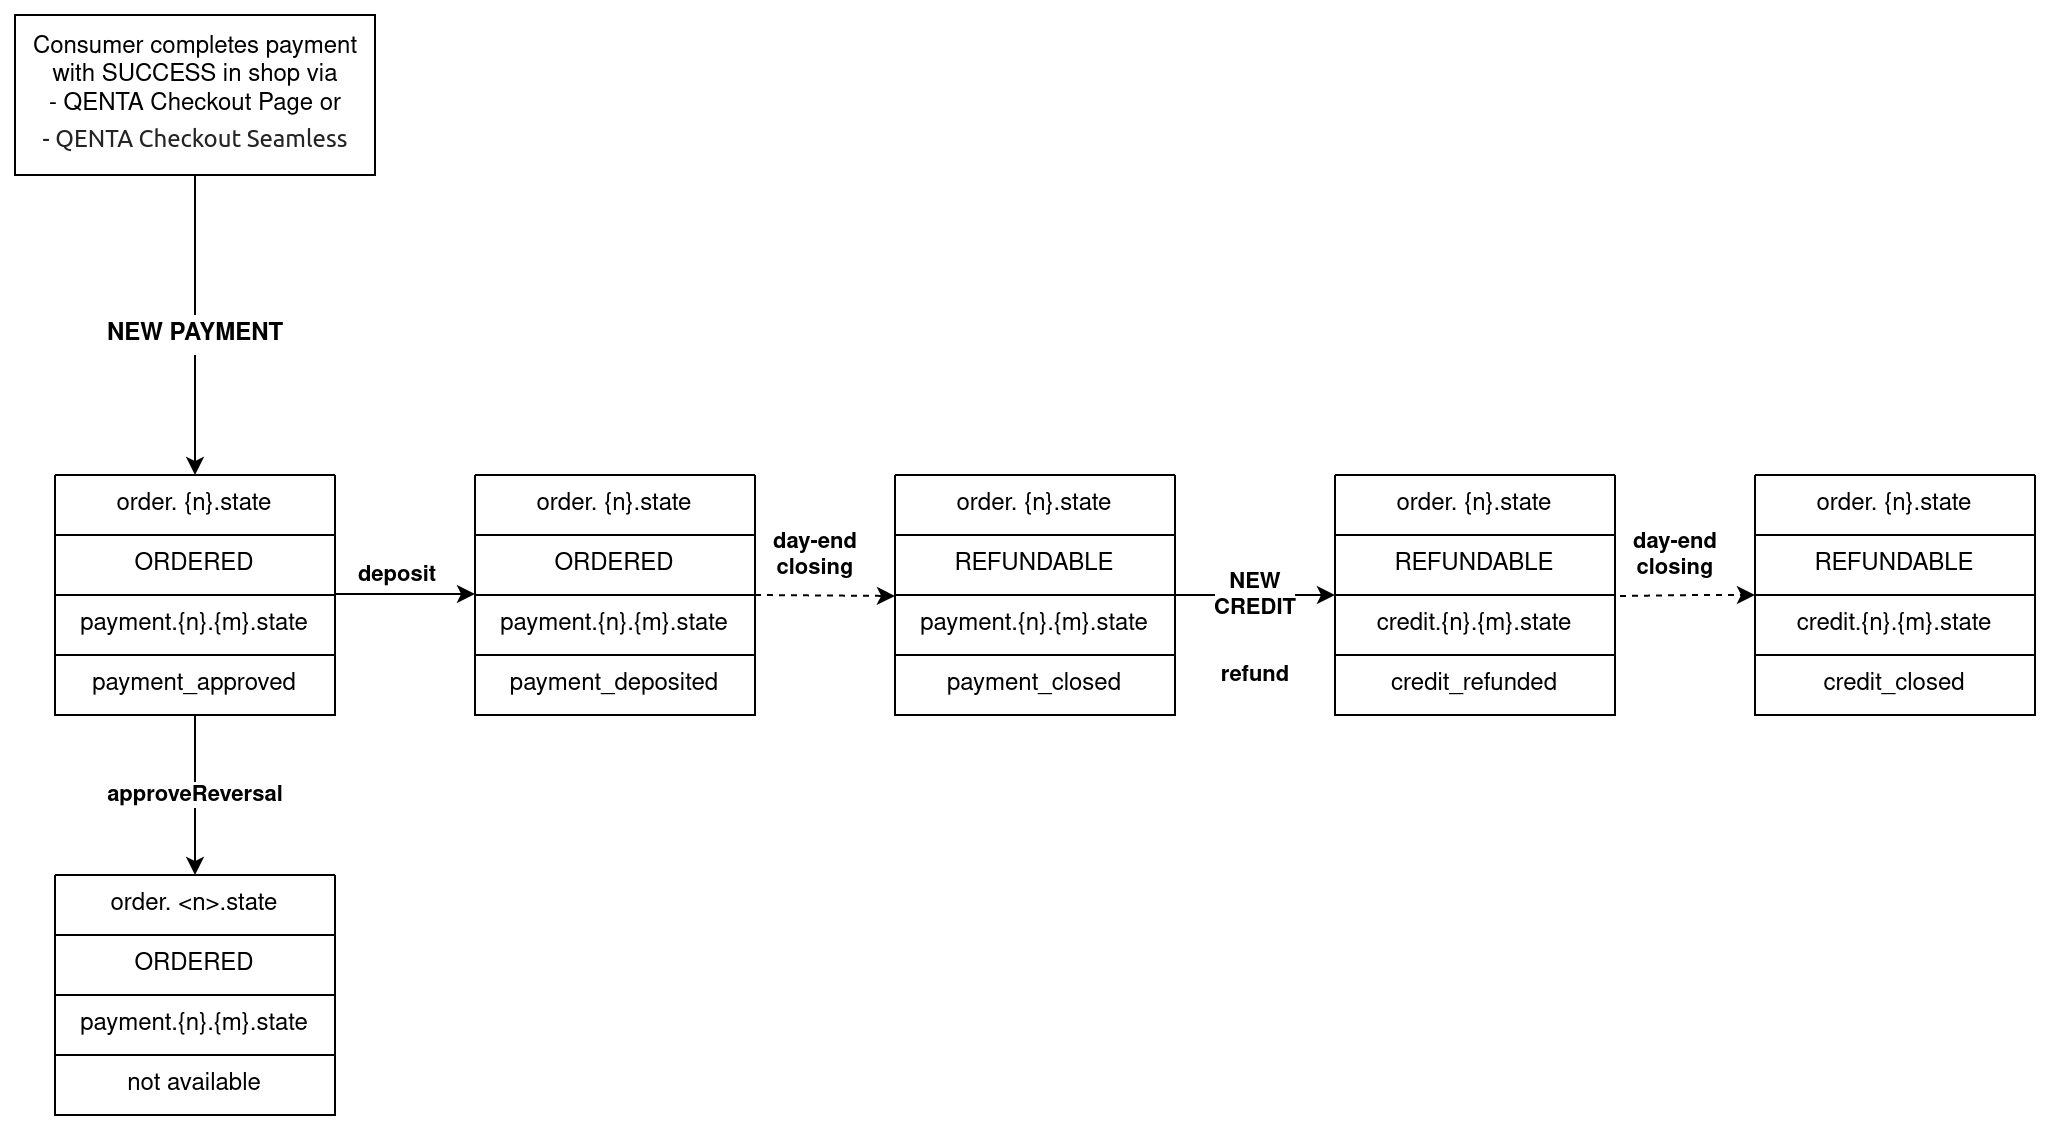 Consumer completes payment
with SUCCESS in shop via
- QENTA Checkout Page or
- QENTA Checkout Seamless
NEW PAYMENT
order. {n}.state
ORDERED
payment.{n}.{m}.state
payment_approved
deposit
order. {n}.state
ORDERED
payment.{n}.{m}.state
payment_deposited
day-end
closing
order. {n}.state
REFUNDABLE
payment.{n}.{m}.state
payment_closed
NEW
CREDIT
refund
order. {n}.state
REFUNDABLE
credit.{n}.{m}.state
credit_refunded
day-end
closing
order. {n}.state
REFUNDABLE
credit.{n}.{m}.state
credit_closed
approveReversal
order. <n>.state
ORDERED
payment.{n}.{m}.state
not available